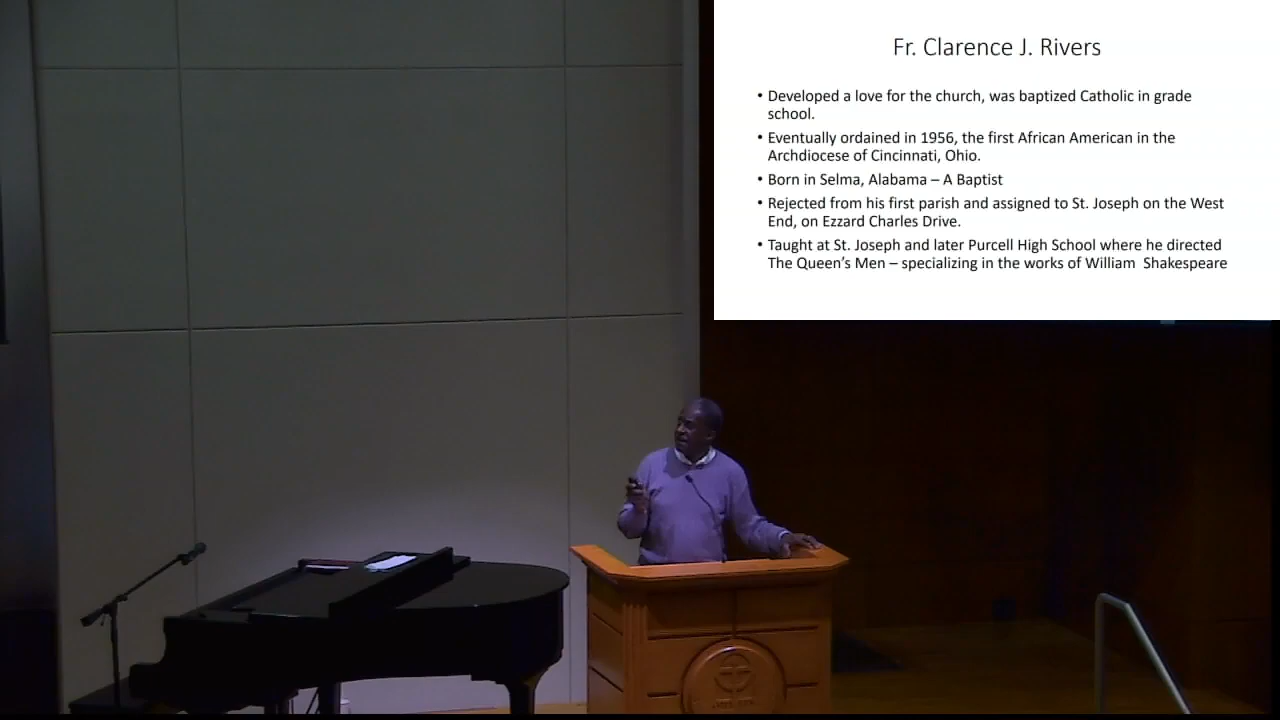 Fr. Clarence J. Rivers
• Developed a love for the church, was baptized Catholic in grade
school.
• Eventually ordained in 1956, the first African American in the
Archdiocese of Cincinnati, Ohio.
• Born in Selma, Alabama – A Baptist
• Rejected from his first parish and assigned to St. Joseph on the West
End, on Ezzard Charles Drive.
• Taught at St. Joseph and later Purcell High School where he directed
The Queen's Men – specializing in the works of William  Shakespeare